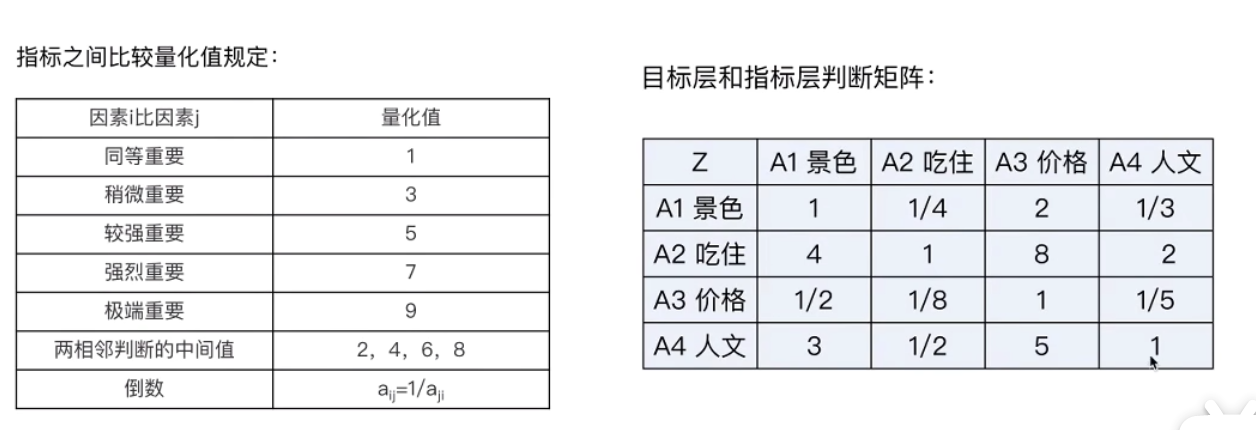 指标之间比较量化值规定：
因素i比因素j 量化值
同等重要 1
稍微重要 3
较强重要 5
强烈重要 7
极端重要 9
两相邻判断的中间值 2，4，6，8
倒数 aij=1/aji
目标层和指标层判断矩阵：
Z A1 景色 A2 吃住 A3 价格 A4 人文
A1 景色 1 1/4 2 1/3
A2 吃住 4 1 8 2
A3 价格 1/2 1/8 1 1/5
A4 人文 3 1/2 5 1